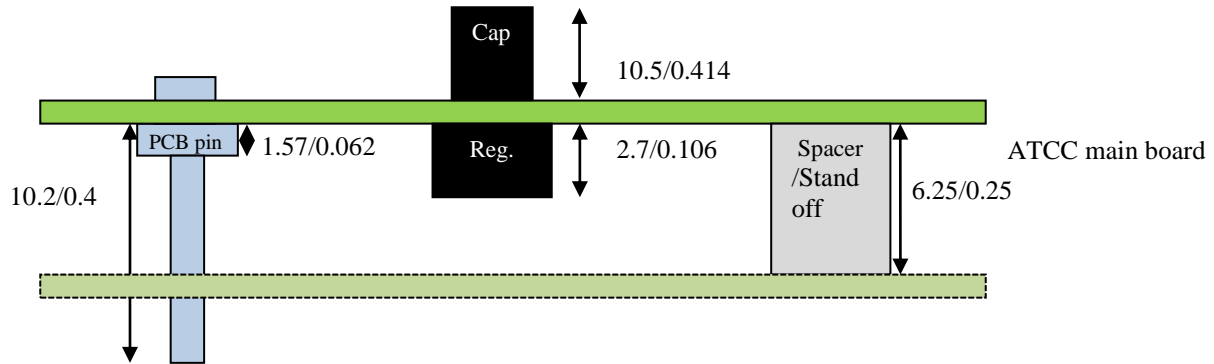 Cap
10.5/0.414
PCB pin
1.57/0.062
Reg.
2.7/0.106
Spacer
/Stand
off
ATCC main board
10.2/0.4
6.25/0.25